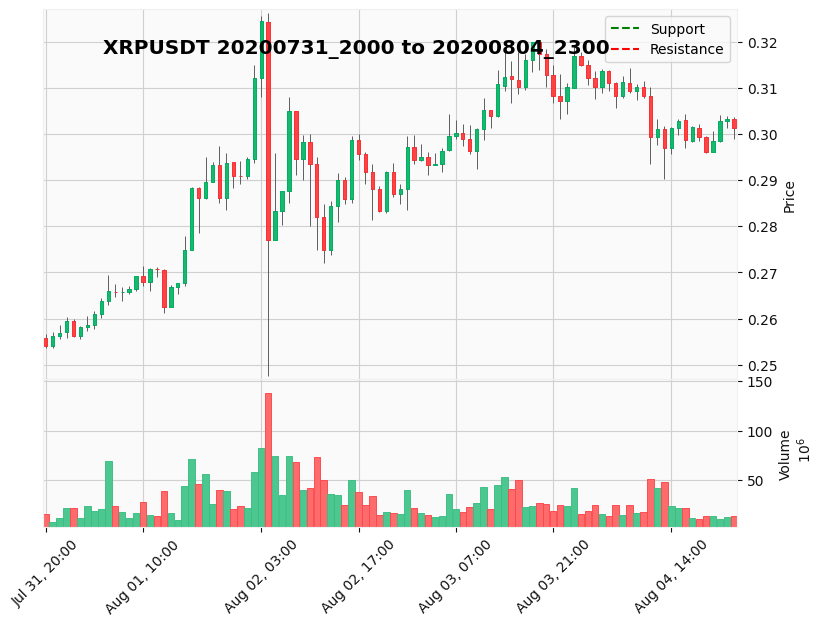 XRPUSDT 20200731_2000 to 20200804_2300
Support
Resistance
0.32
0.31
0.30
0.29
0.28
0.27
0.26
0.25
Price
150
100
50
Volume
10^6
Jul 31, 20:00
Aug 01, 10:00
Aug 02, 03:00
Aug 02, 17:00
Aug 03, 07:00
Aug 03, 21:00
Aug 04, 14:00